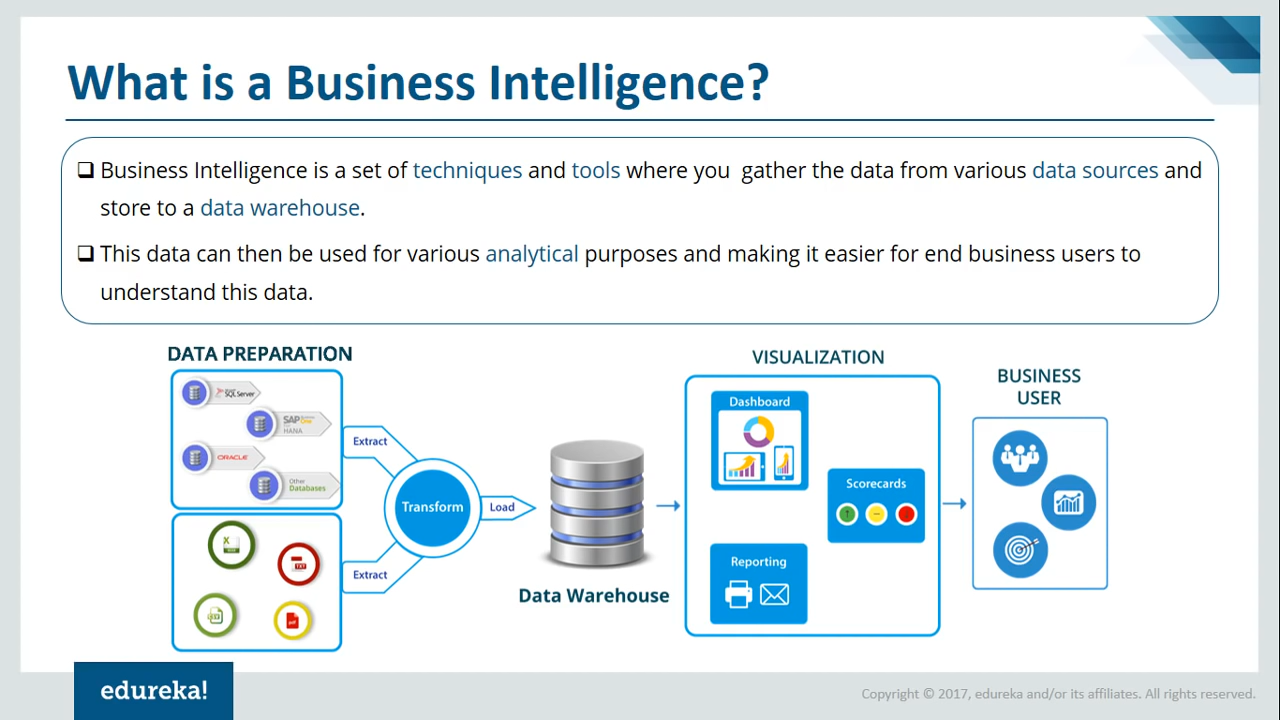 What is a Business Intelligence?
❑ Business Intelligence is a set of techniques and tools where you gather the data from various data sources and
store to a data warehouse.
❑ This data can then be used for various analytical purposes and making it easier for end business users to
understand this data.
DATA PREPARATION
SQL Server
SAP Business
One
HANA
ORACLE
Other
Databases
Extract
Transform
Load
Extract
X
TXT
pdf
Data Warehouse
VISUALIZATION
Dashboard
Scorecards
Reporting
BUSINESS
USER
edureka!
Copyright © 2017, edureka and/or its affiliates. All rights reserved.